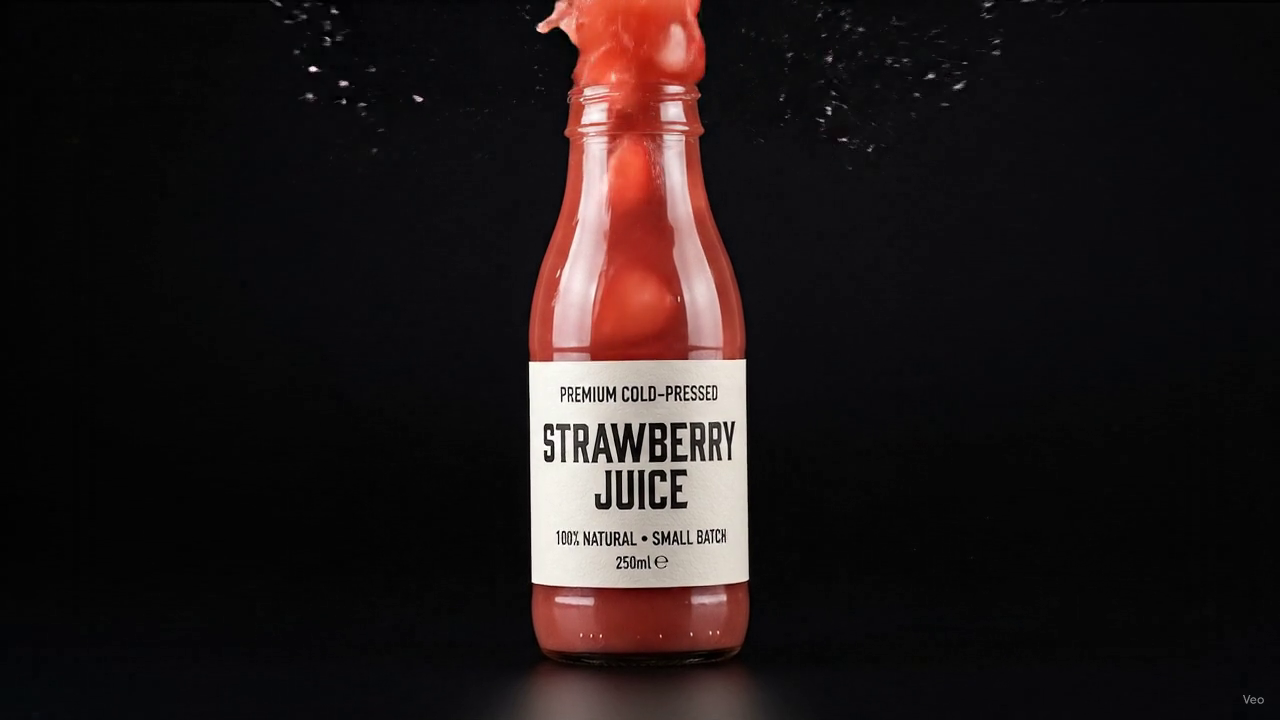 PREMIUM COLD-PRESSED
STRAWBERRY
JUICE
100% NATURAL • SMALL BATCH
250ml ℮
Veo